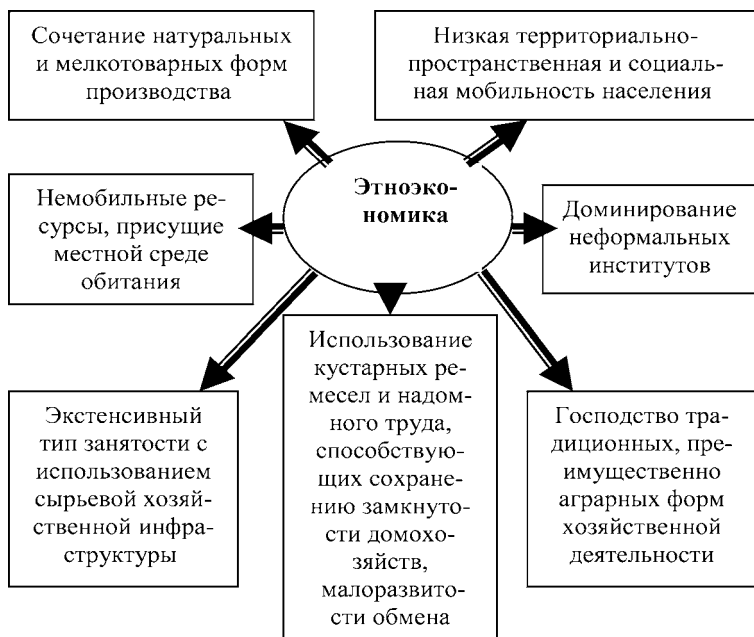 Сочетание натуральных
и мелкотоварных форм
производства
Низкая территориально-
пространственная и социаль-
ная мобильность населения
Этноэко-
номика
Немобильные ре-
сурсы, присущие
местной среде
обитания
Доминирование
неформальных
институтов
Экстенсивный
тип занятости с
использованием
сырьевой хозяй-
ственной инфра-
структуры
Использование
кустарных ре-
месел и надом-
ного труда,
способствую-
щих сохране-
нию замкнуто-
сти домохо-
зяйств,
малоразвито-
сти обмена
Господство тра-
диционных, пре-
имущественно
аграрных форм
хозяйственной
деятельности